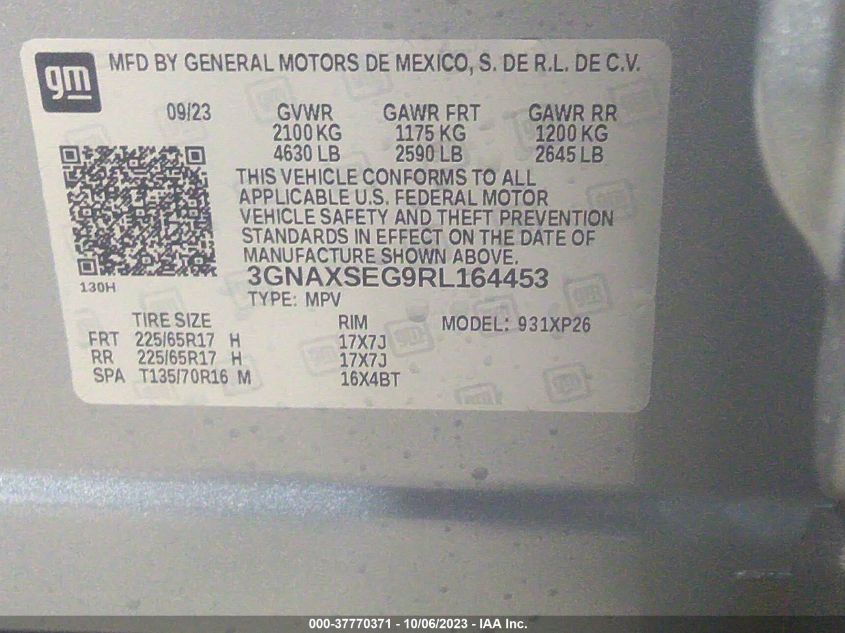 gm
MFD BY GENERAL MOTORS DE MEXICO, S. DE R.L. DE C.V.
09/23 GVWR GAWR FRT GAWR RR
2100 KG 1175 KG 1200 KG
4630 LB 2590 LB 2645 LB
THIS VEHICLE CONFORMS TO ALL
APPLICABLE U.S. FEDERAL MOTOR
VEHICLE SAFETY AND THEFT PREVENTION
STANDARDS IN EFFECT ON THE DATE OF
MANUFACTURE SHOWN ABOVE.
130H
3GNAXSEG9RL164453
TYPE: MPV
TIRE SIZE RIM MODEL: 931XP26
FRT 225/65R17 H 17X7J
RR 225/65R17 H 17X7J
SPA T135/70R16 M 16X4BT
000-37770371 - 10/06/2023 - IAA Inc.